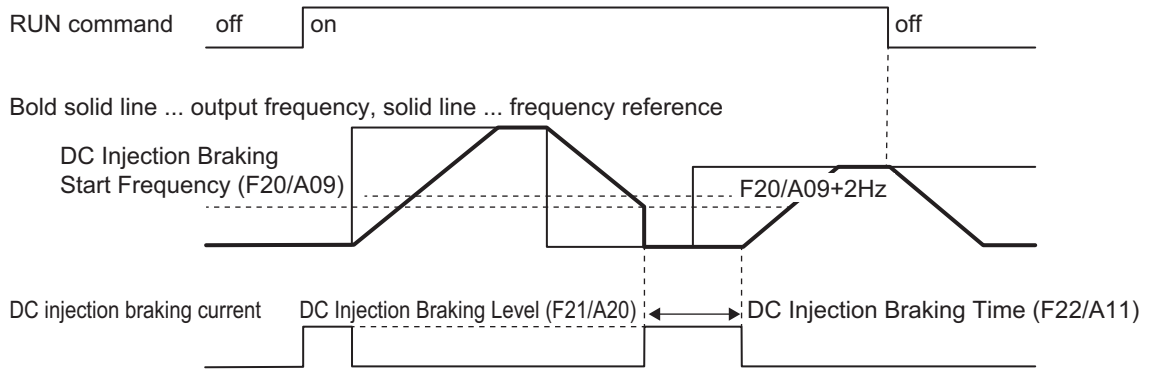 RUN command off on off
Bold solid line ... output frequency, solid line ... frequency reference
DC Injection Braking
Start Frequency (F20/A09)
F20/A09+2Hz
DC injection braking current DC Injection Braking Level (F21/A20) DC Injection Braking Time (F22/A11)